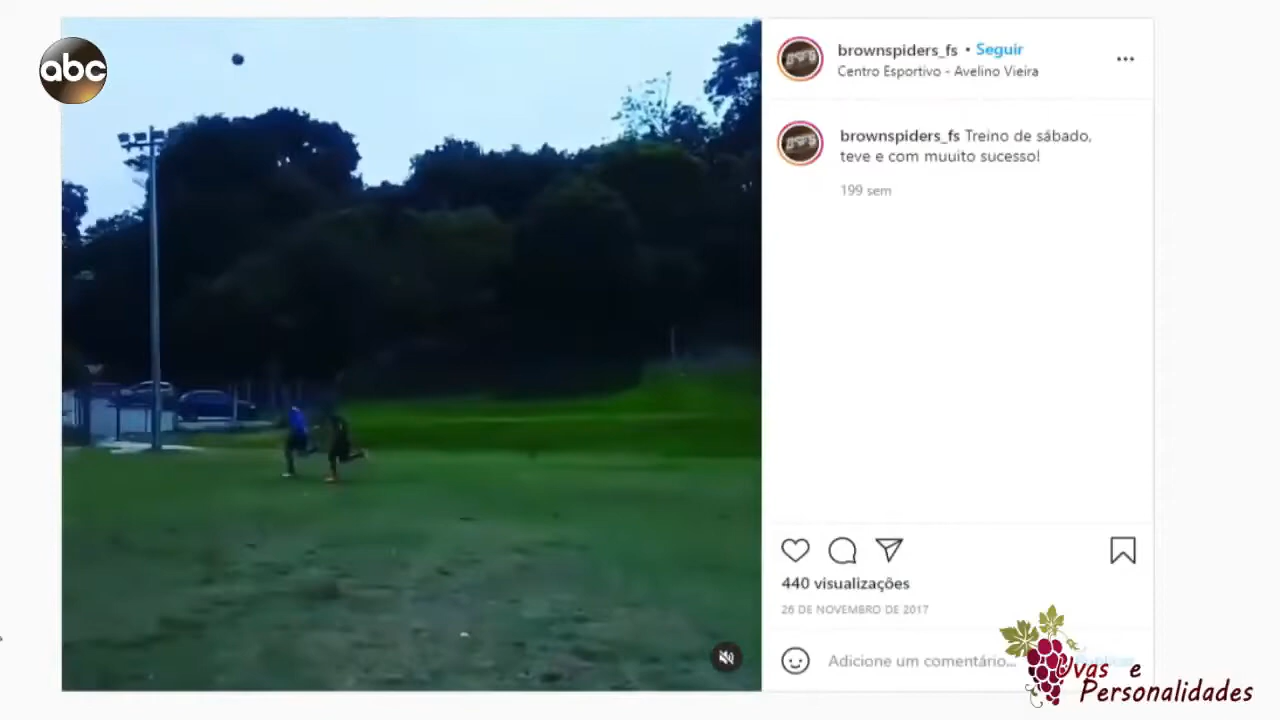 abc
brownspiders_fs • Seguir
Centro Esportivo - Avelino Vieira
brownspiders_fs Treino de sábado,
teve e com muuito sucesso!
199 sem
440 visualizações
26 DE NOVEMBRO DE 2017
Adicione um comentário...
Uvas e
Personalidades